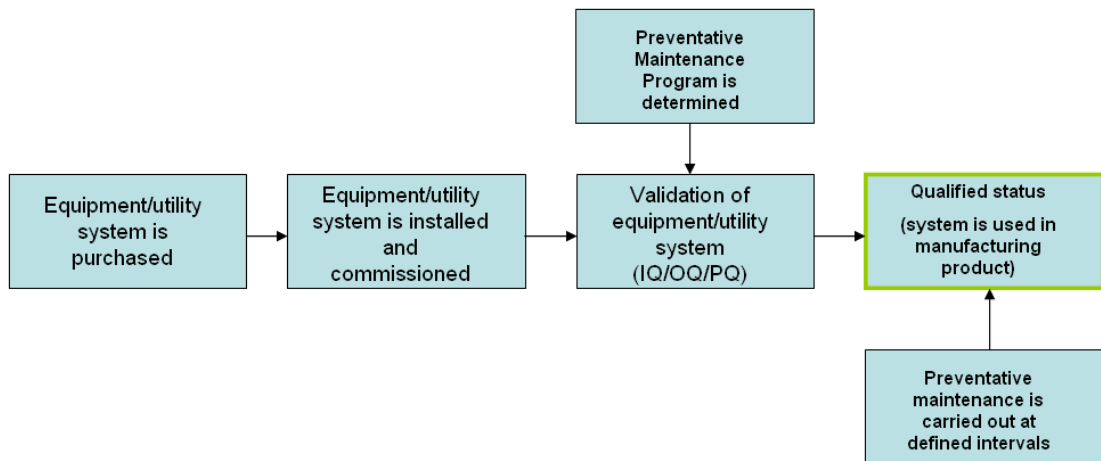 Preventative
Maintenance
Program is
determined
Equipment/utility
system is
purchased
Equipment/utility
system is installed
and
commissioned
Validation of
equipment/utility
system
(IQ/OQ/PQ)
Qualified status
(system is used in
manufacturing
product)
Preventative
maintenance is
carried out at
defined intervals